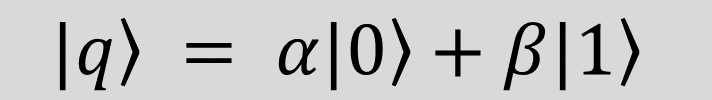 |q⟩ = α|0⟩ + β|1⟩